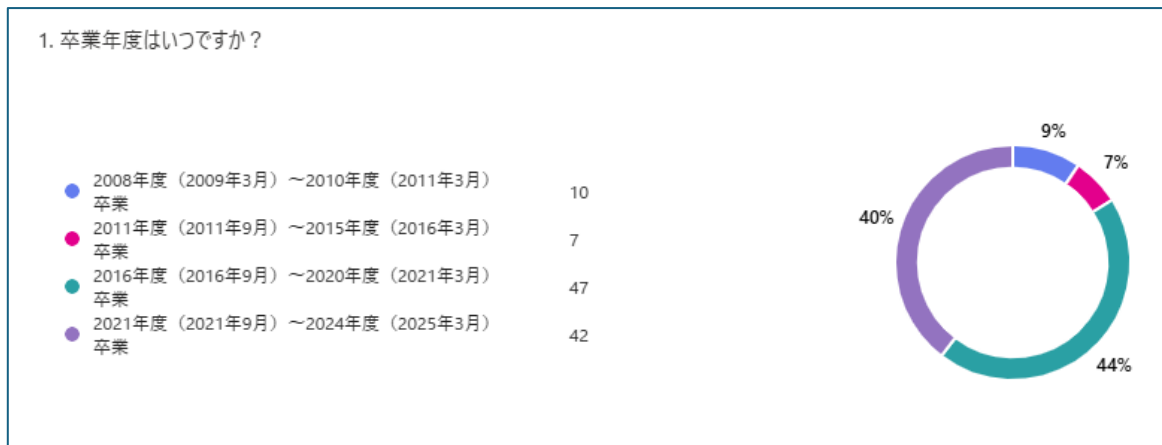 1. 卒業年度はいつですか？
2008年度（2009年3月）～2010年度（2011年3月）
卒業
10
2011年度（2011年9月）～2015年度（2016年3月）
卒業
7
2016年度（2016年9月）～2020年度（2021年3月）
卒業
47
2021年度（2021年9月）～2024年度（2025年3月）
卒業
42
9%
7%
40%
44%